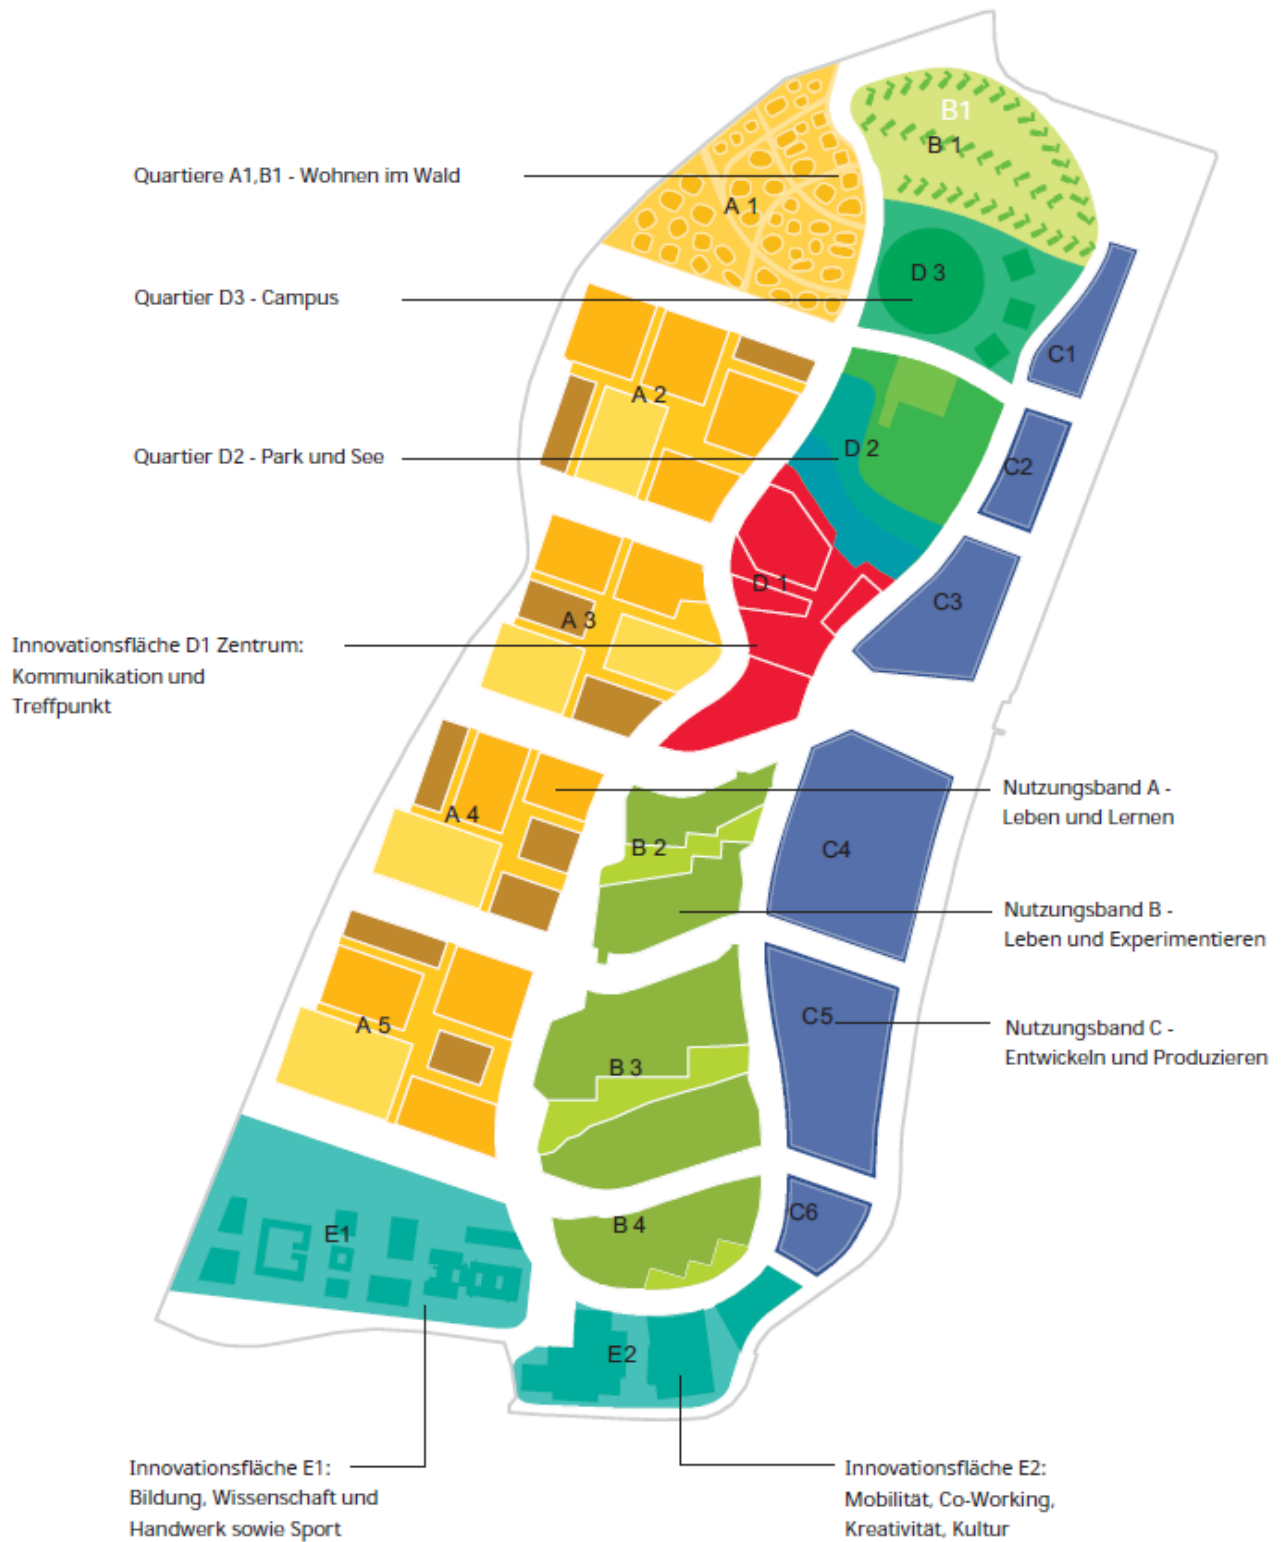 B1
B 1
Quartiere A1,B1 - Wohnen im Wald
A 1
D 3
Quartier D3 - Campus
C1
A 2
D 2
Quartier D2 - Park und See
C2
D 1
C3
A 3
Innovationsfläche D1 Zentrum:
Kommunikation und
Treffpunkt
Nutzungsband A -
Leben und Lernen
A 4
B 2
C4
Nutzungsband B -
Leben und Experimentieren
A 5
C5
Nutzungsband C -
Entwickeln und Produzieren
B 3
C6
B 4
E1
E2
Innovationsfläche E1:
Bildung, Wissenschaft und
Handwerk sowie Sport
Innovationsfläche E2:
Mobilität, Co-Working,
Kreativität, Kultur